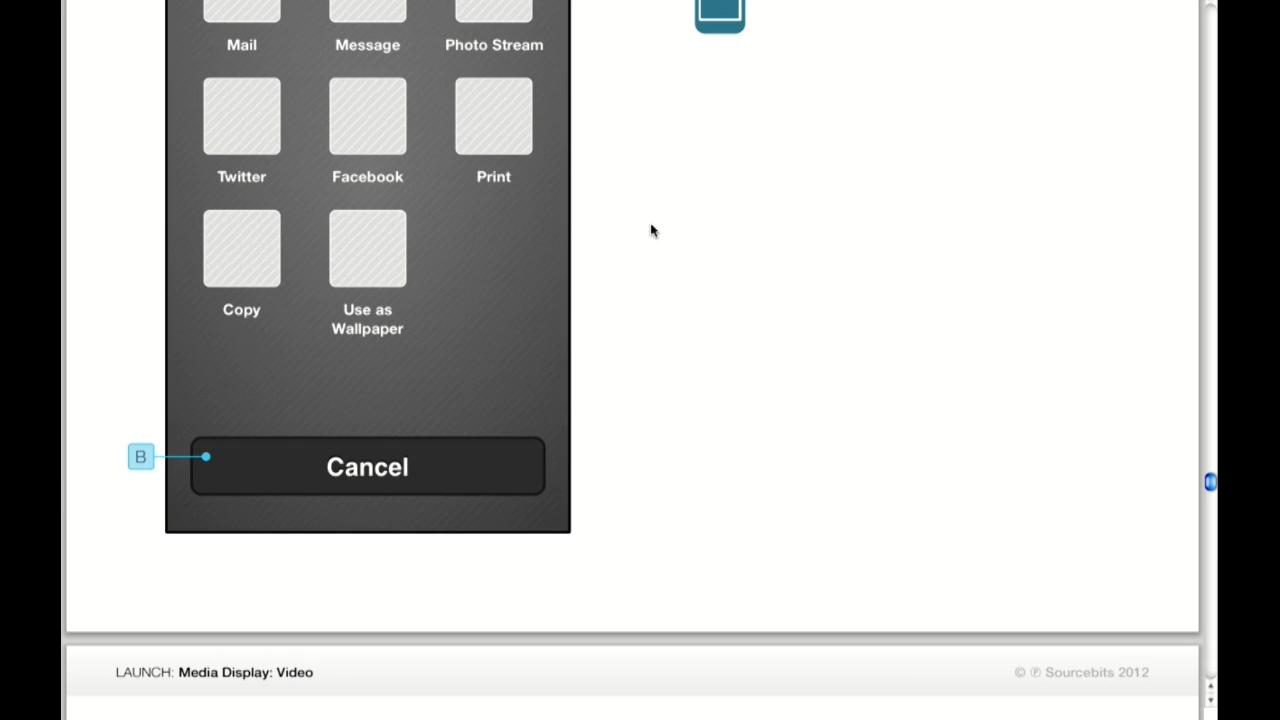 Mail Message Photo Stream
Twitter Facebook Print
Copy Use as
Wallpaper
B
Cancel
LAUNCH: Media Display: Video
© ℗ Sourcebits 2012